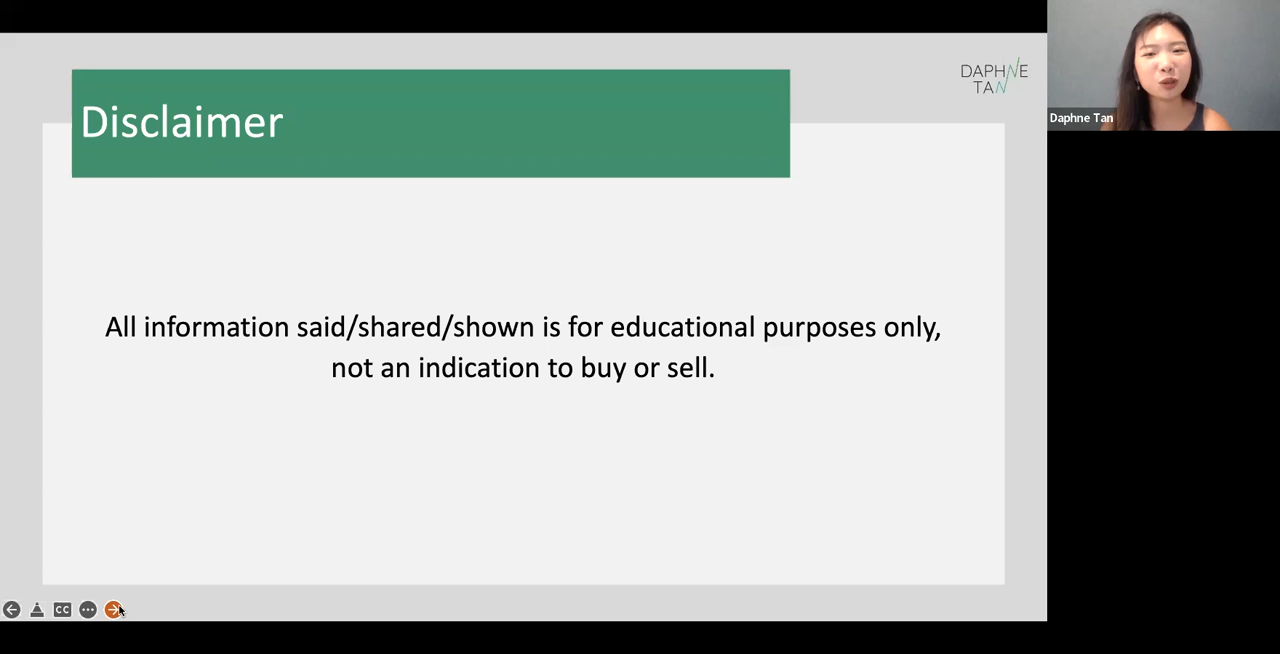 DAPHNE
TAN
Disclaimer
Daphne Tan
All information said/shared/shown is for educational purposes only,
not an indication to buy or sell.
CC